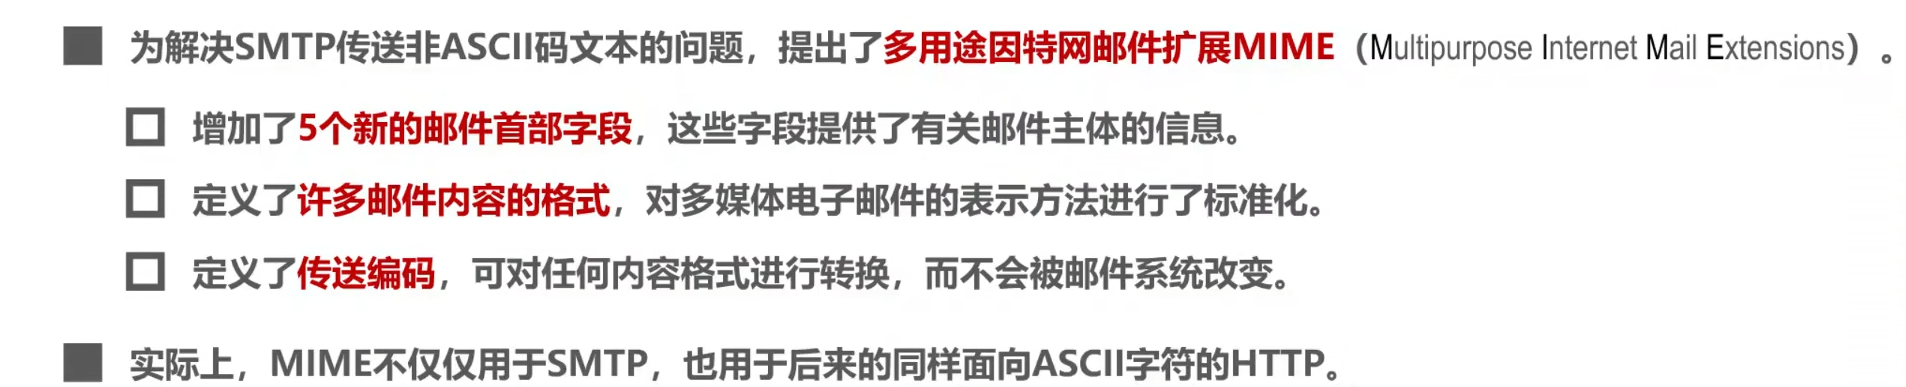 为解决SMTP传送非ASCII码文本的问题，提出了多用途因特网邮件扩展MIME（Multipurpose Internet Mail Extensions）。
增加了5个新的邮件首部字段，这些字段提供了有关邮件主体的信息。
定义了许多邮件内容的格式，对多媒体电子邮件的表示方法进行了标准化。
定义了传送编码，可对任何内容格式进行转换，而不会被邮件系统改变。
实际上，MIME不仅仅用于SMTP，也用于后来的同样面向ASCII字符的HTTP。